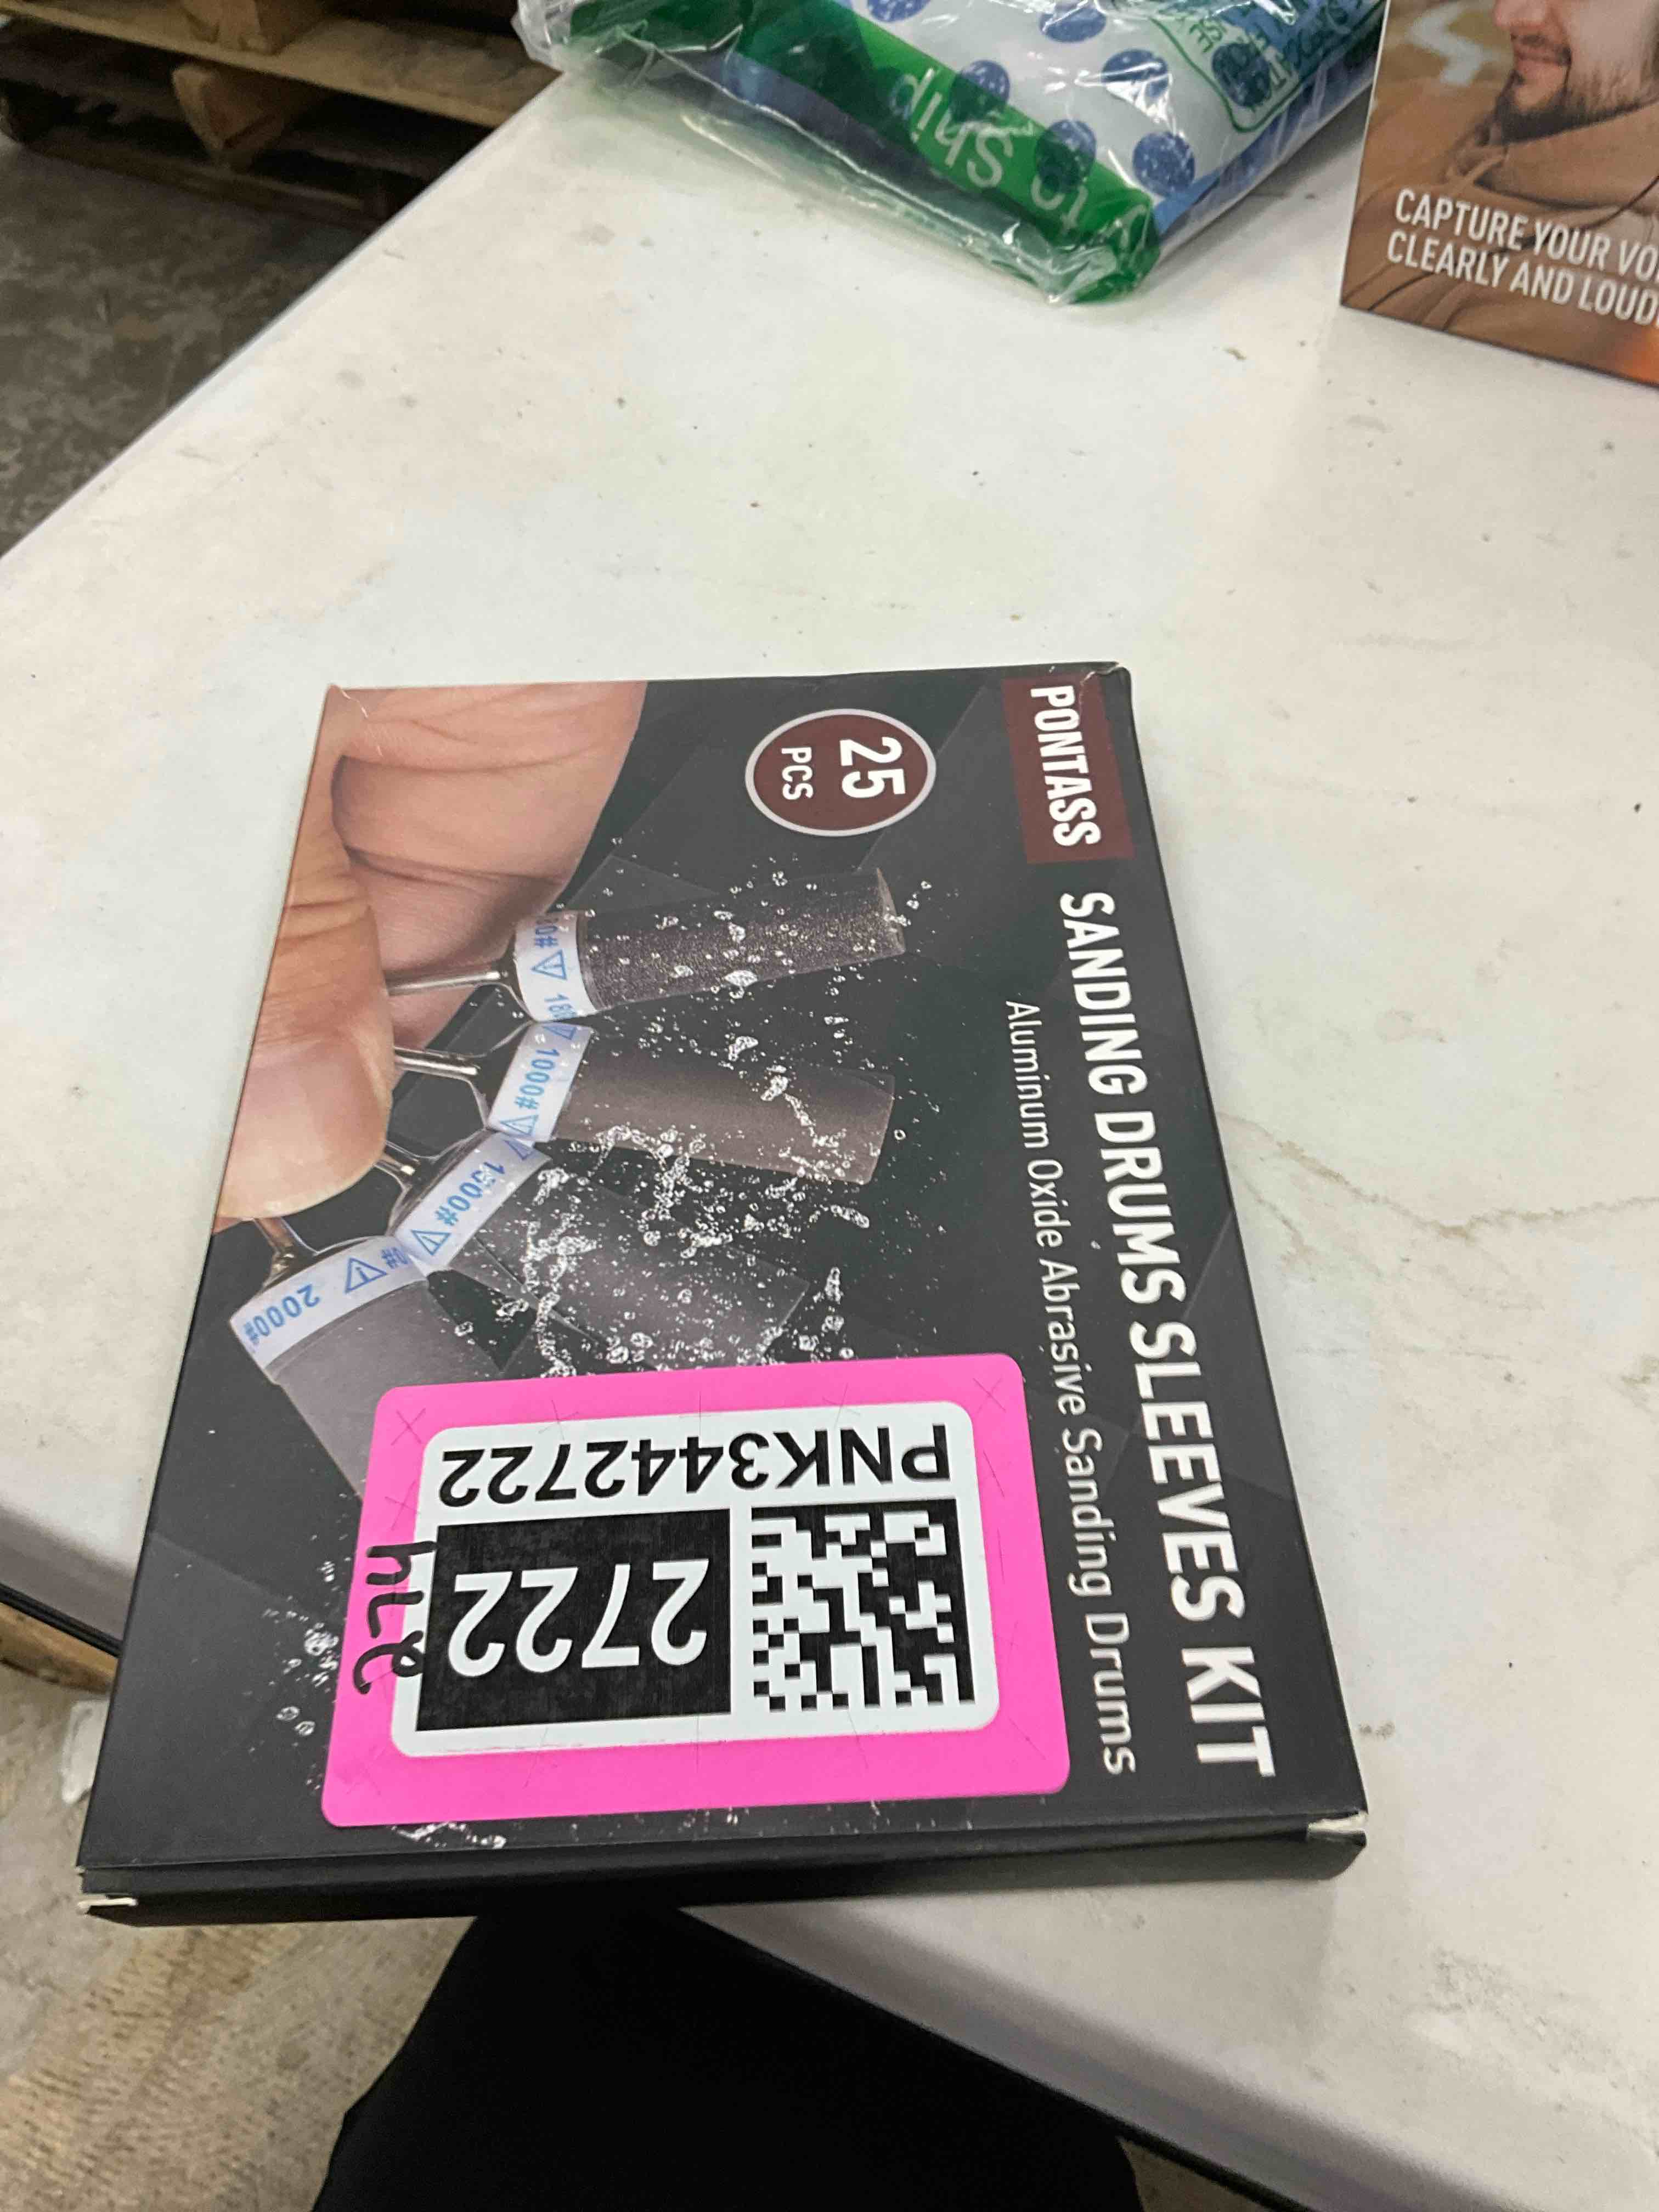 PONTASS
SANDING DRUMS SLEEVES KIT
Aluminum Oxide Abrasive Sanding Drums
25
PCS
1000#
1500#
2000#
PNK3442722
2722
to Ship
CAPTURE YOUR
CLEARLY AND LOUD